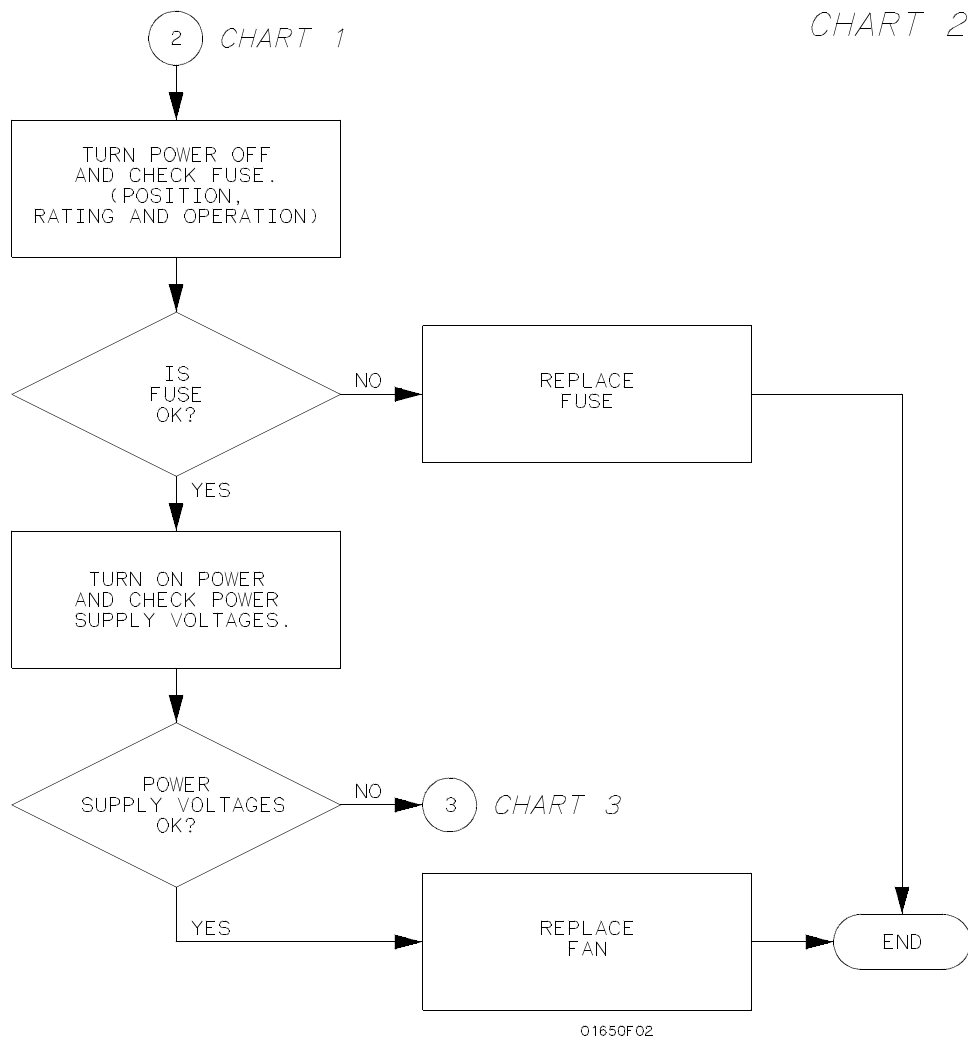 2 CHART 1
CHART 2
TURN POWER OFF
AND CHECK FUSE.
(POSITION,
RATING AND OPERATION)
IS
FUSE
OK?
NO
REPLACE
FUSE
YES
TURN ON POWER
AND CHECK POWER
SUPPLY VOLTAGES.
POWER
SUPPLY VOLTAGES
OK?
NO
3 CHART 3
YES
REPLACE
FAN
END
01650F02